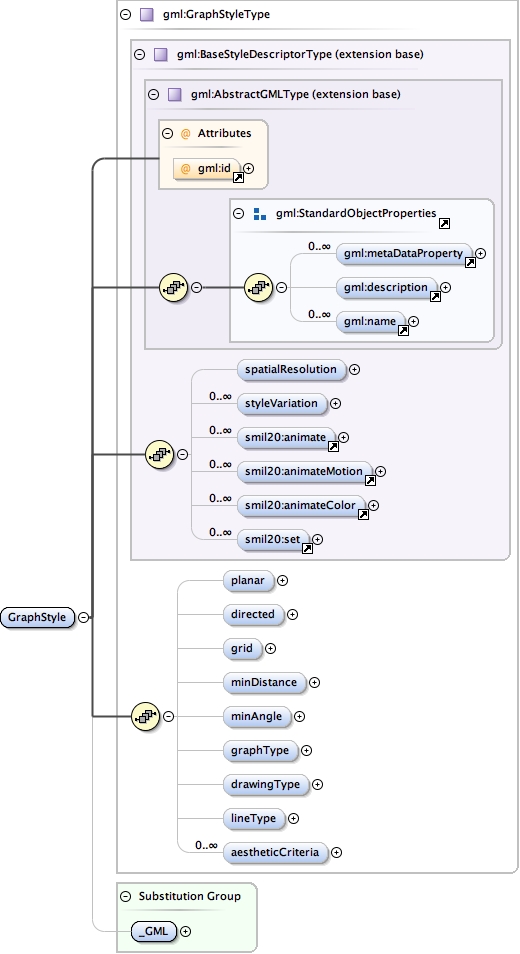 gml:GraphStyleType
gml:BaseStyleDescriptorType (extension base)
gml:AbstractGMLType (extension base)
@ Attributes
@ gml:id
gml:StandardObjectProperties
0..∞
gml:metaDataProperty
gml:description
0..∞
gml:name
spatialResolution
0..∞
styleVariation
0..∞
smil20:animate
0..∞
smil20:animateMotion
0..∞
smil20:animateColor
0..∞
smil20:set
planar
directed
GraphStyle
grid
minDistance
minAngle
graphType
drawingType
lineType
0..∞
aestheticCriteria
Substitution Group
_GML